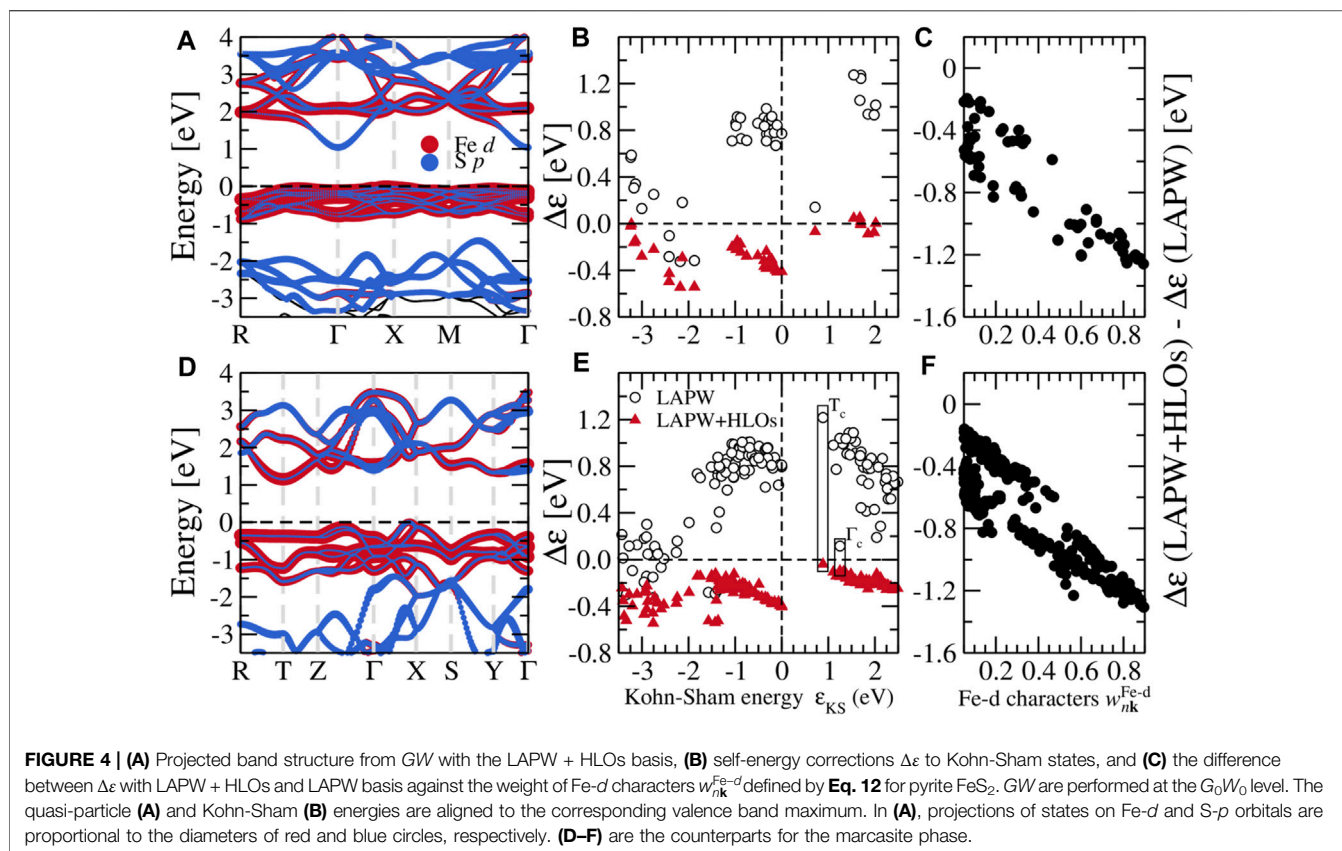 A
B
C
4
3
2
1
0
-1
-2
-3
Energy [eV]
Fe d
S p
R Γ X M Γ
1.2
0.8
0.4
0.0
-0.4
-0.8
Δε [eV]
-3 -2 -1 0 1 2
0
-0.4
-0.8
-1.2
-1.6
0.2 0.4 0.6 0.8
D
E
F
4
3
2
1
0
-1
-2
-3
Energy [eV]
R T Z Γ X S Y Γ
1.2
0.8
0.4
0.0
-0.4
-0.8
Δε [eV]
LAPW
LAPW+HLOs
T_c
Γ_c
-3 -2 -1 0 1 2
Kohn-Sham energy ε_KS (eV)
0
-0.4
-0.8
-1.2
-1.6
0.2 0.4 0.6 0.8
Fe-d characters w_nk^Fe-d
Δε (LAPW+HLOs) - Δε (LAPW) [eV]
FIGURE 4 | (A) Projected band structure from GW with the LAPW + HLOs basis, (B) self-energy corrections Δε to Kohn-Sham states, and (C) the difference
between Δε with LAPW + HLOs and LAPW basis against the weight of Fe-d characters w_nk^Fe–d defined by Eq. 12 for pyrite FeS₂. GW are performed at the G₀W₀ level. The
quasi-particle (A) and Kohn-Sham (B) energies are aligned to the corresponding valence band maximum. In (A), projections of states on Fe-d and S-p orbitals are
proportional to the diameters of red and blue circles, respectively. (D–F) are the counterparts for the marcasite phase.